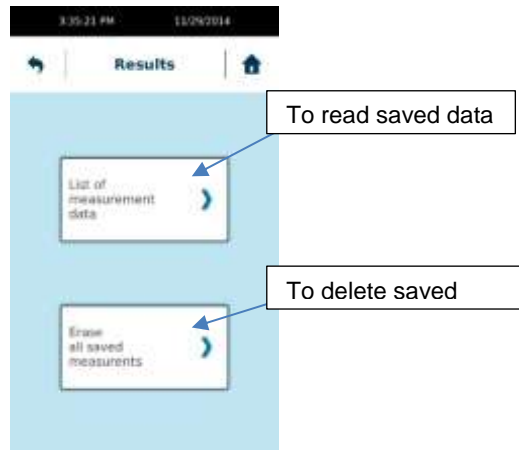 3:35:21 PM 11/29/2014
Results
To read saved data
List of
measurement
data
To delete saved
Erase
all saved
measurents